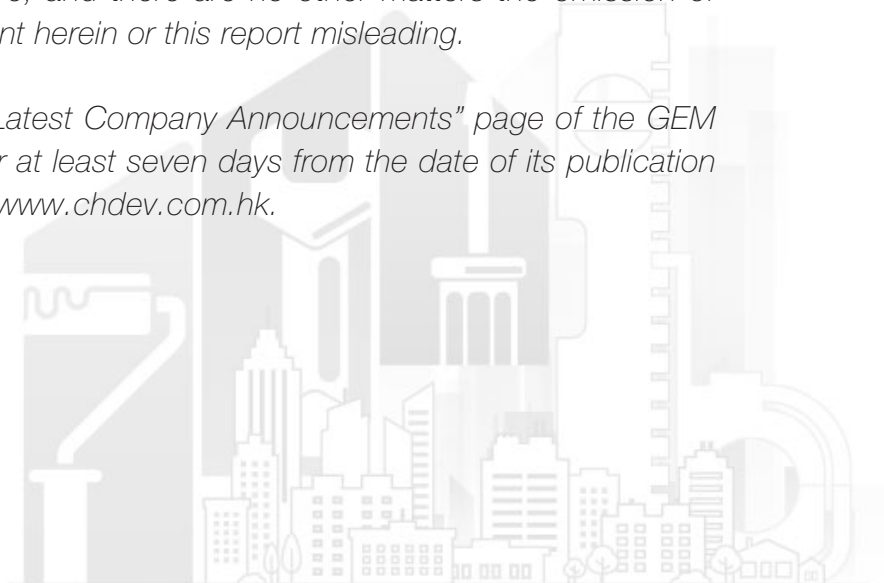 and there are no other matters the omission of
nt herein or this report misleading.
Latest Company Announcements” page of the GEM
r at least seven days from the date of its publication
www.chdev.com.hk.